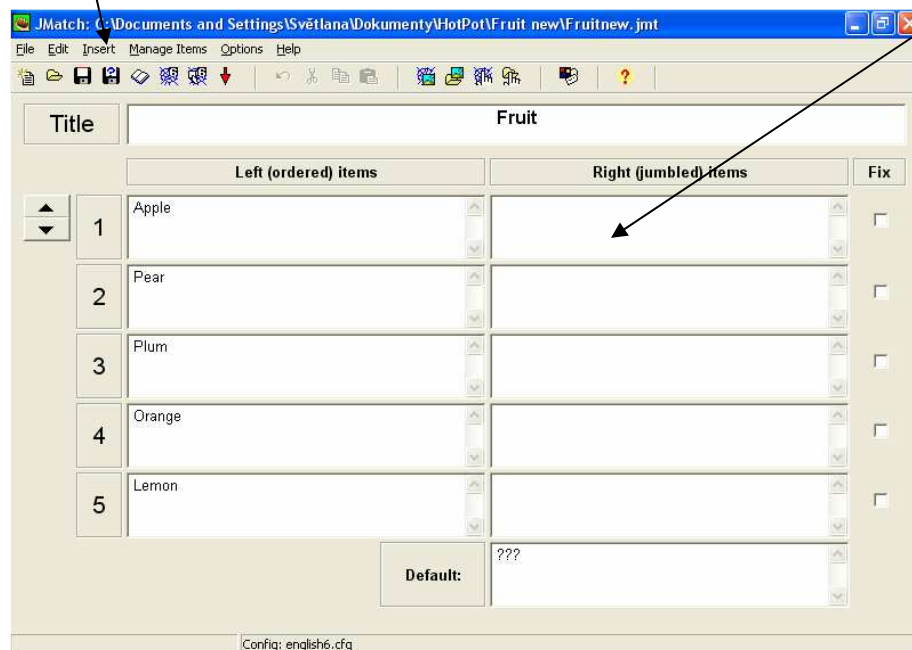 JMatch: C:\Documents and Settings\Světlana\Dokumenty\HotPot\Fruit new\Fruitnew.jmt
File Edit Insert Manage Items Options Help
?
Title Fruit
Left (ordered) items Right (jumbled) items Fix
1 Apple
2 Pear
3 Plum
4 Orange
5 Lemon
Default: ???
Config: english6.cfg